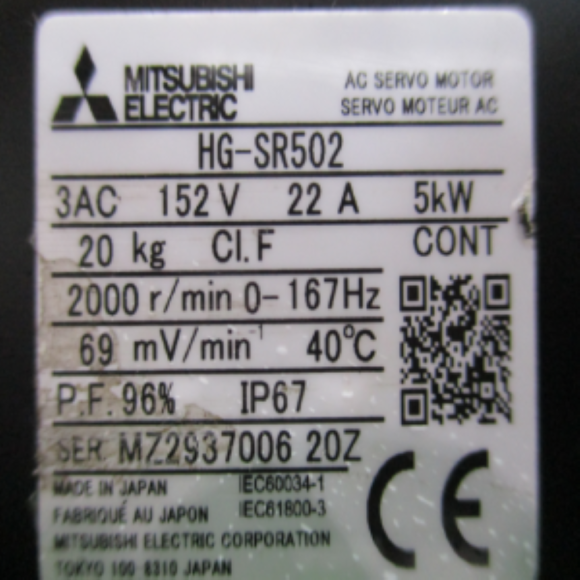 MITSUBISHI ELECTRIC
AC SERVO MOTOR
SERVO MOTEUR AC
HG-SR502
3AC 152 V 22 A 5kW
20 kg Cl.F CONT
2000 r/min 0-167Hz
69 mV/min⁻¹ 40℃
P.F. 96% IP67
SER. MZ2937006 20Z
MADE IN JAPAN IEC60034-1
FABRIQUÉ AU JAPON IEC61800-3
MITSUBISHI ELECTRIC CORPORATION
TOKYO 100-8310 JAPAN
CE